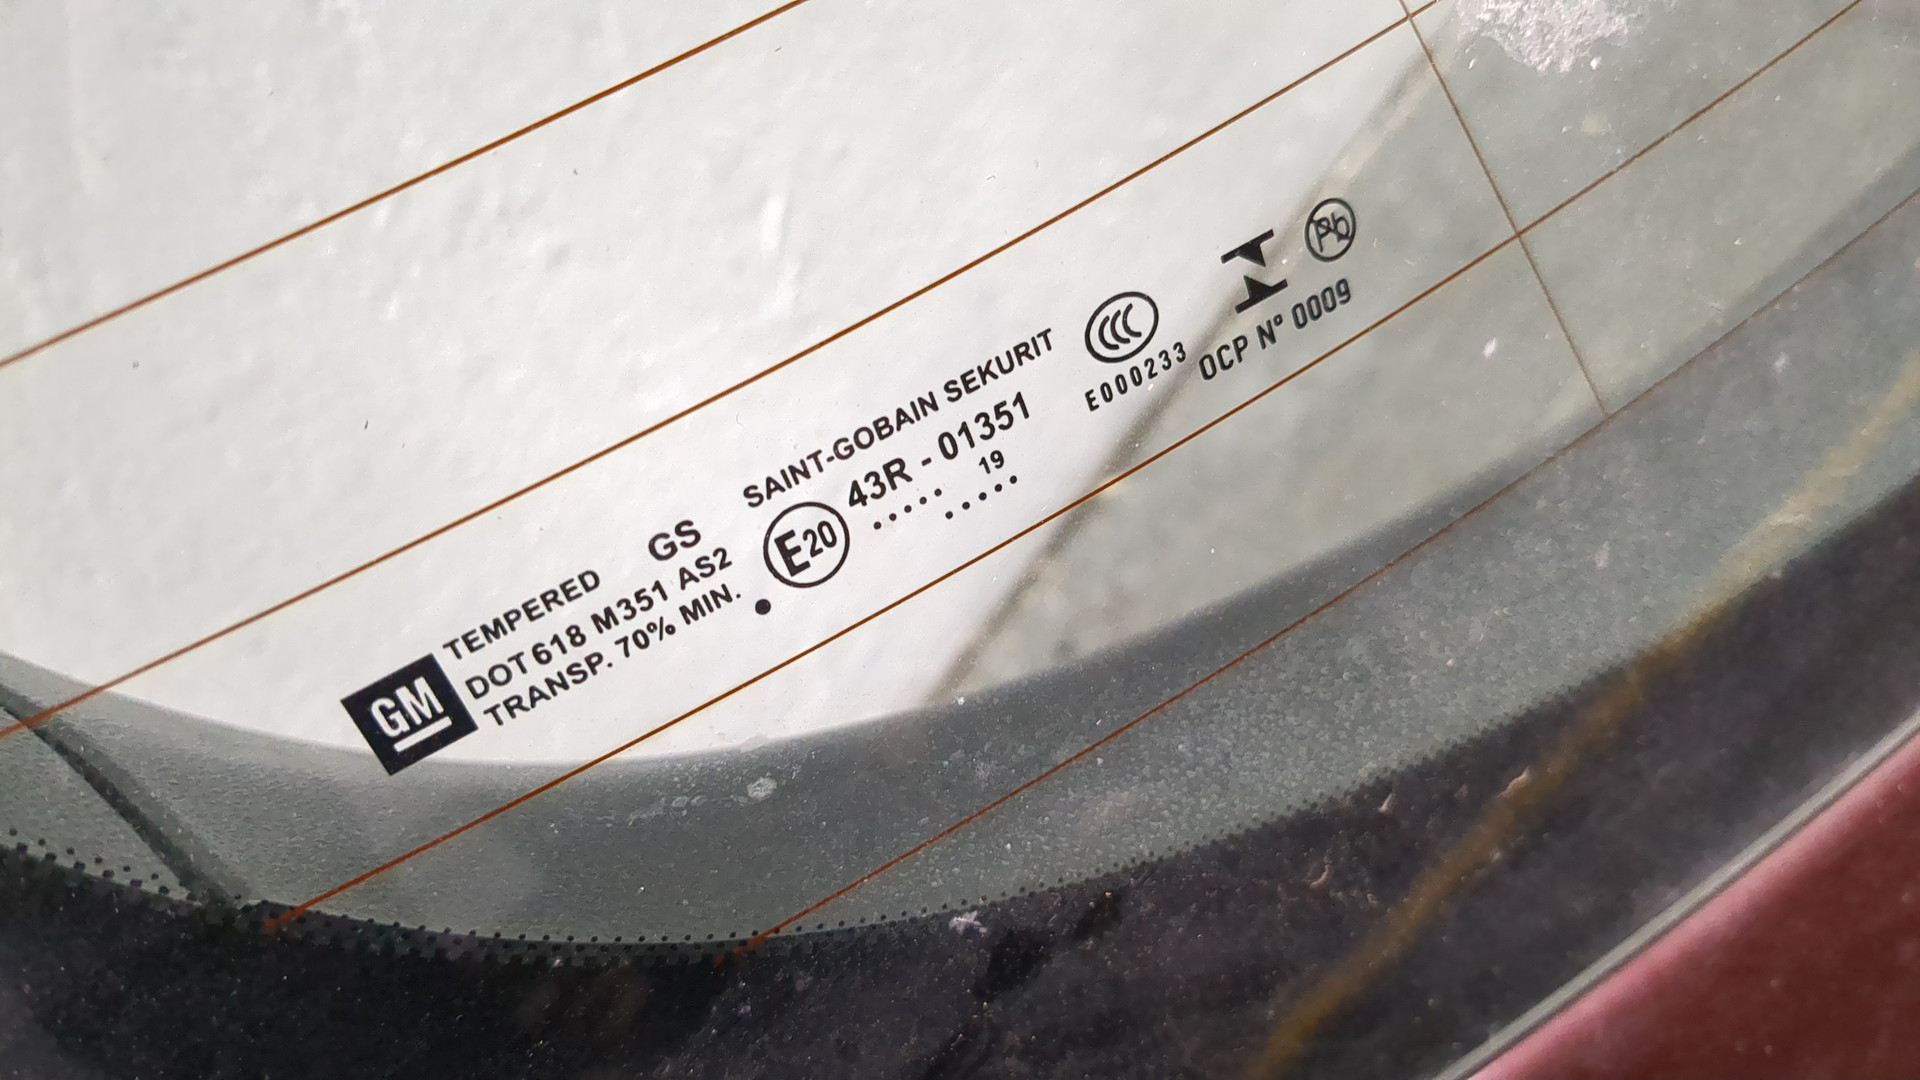 GM
TEMPERED GS
DOT 618 M351 AS2
TRANSP. 70% MIN.
SAINT-GOBAIN SEKURIT
E20 43R - 01351
..... 19
• .....
CCC
E000233
Pb
OCP Nº 0009